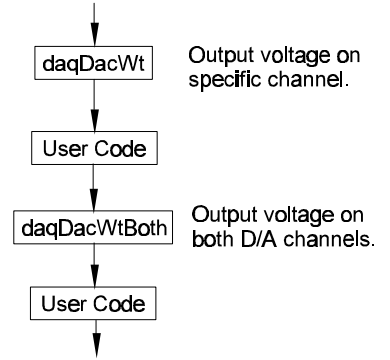 daqDacWt
Output voltage on
specific channel.
User Code
daqDacWtBoth
Output voltage on
both D/A channels.
User Code